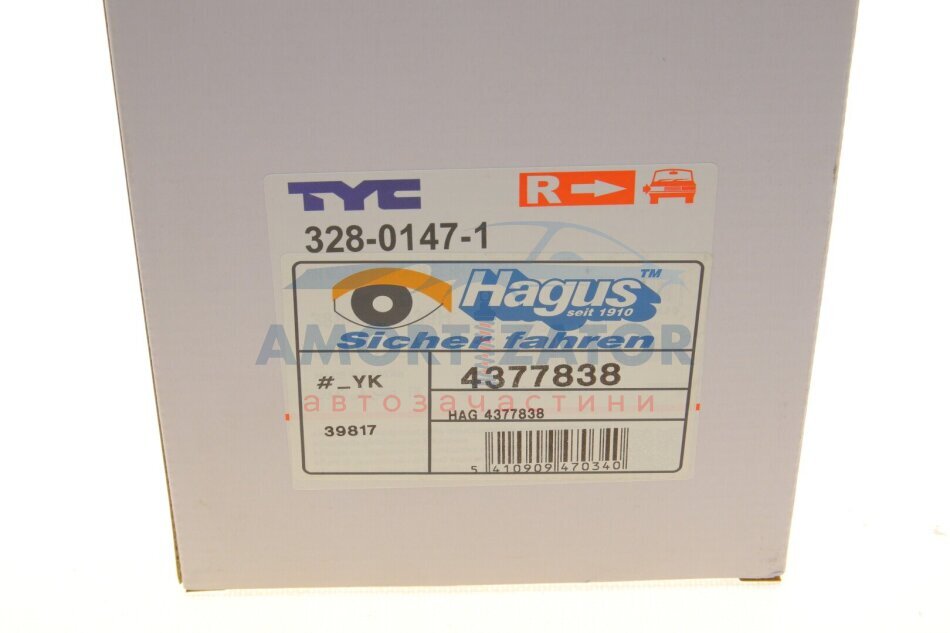 TYC R
328-0147-1
Hagus™
seit 1910
Sicher fahren
AMORTIZATOR
#_YK 4377838
автозапчастини
HAG 4377838
39817
5 410909 470340